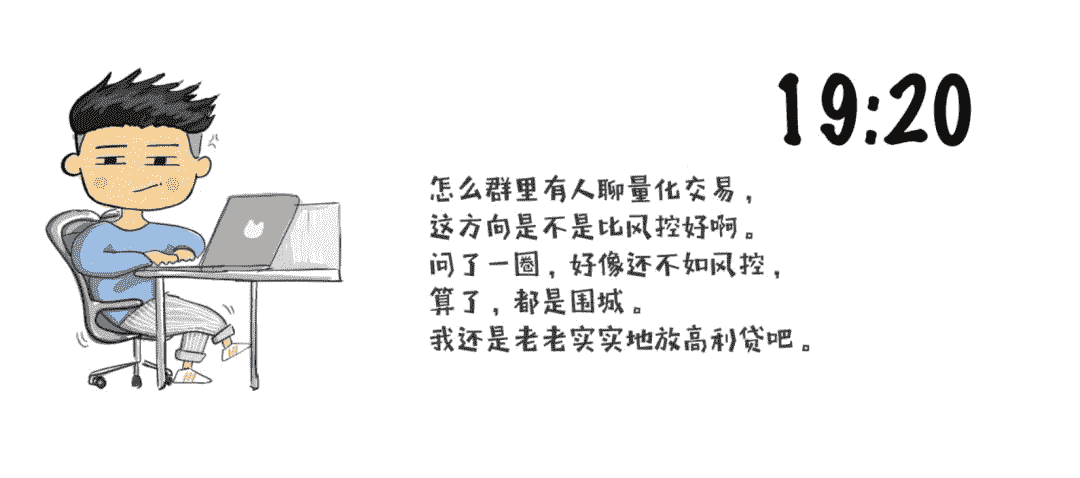 19:20
怎么群里有人聊量化交易，
这方向是不是比风控好啊。
问了一圈，好像还不如风控，
算了，都是围城。
我还是老老实实地放高利贷吧。